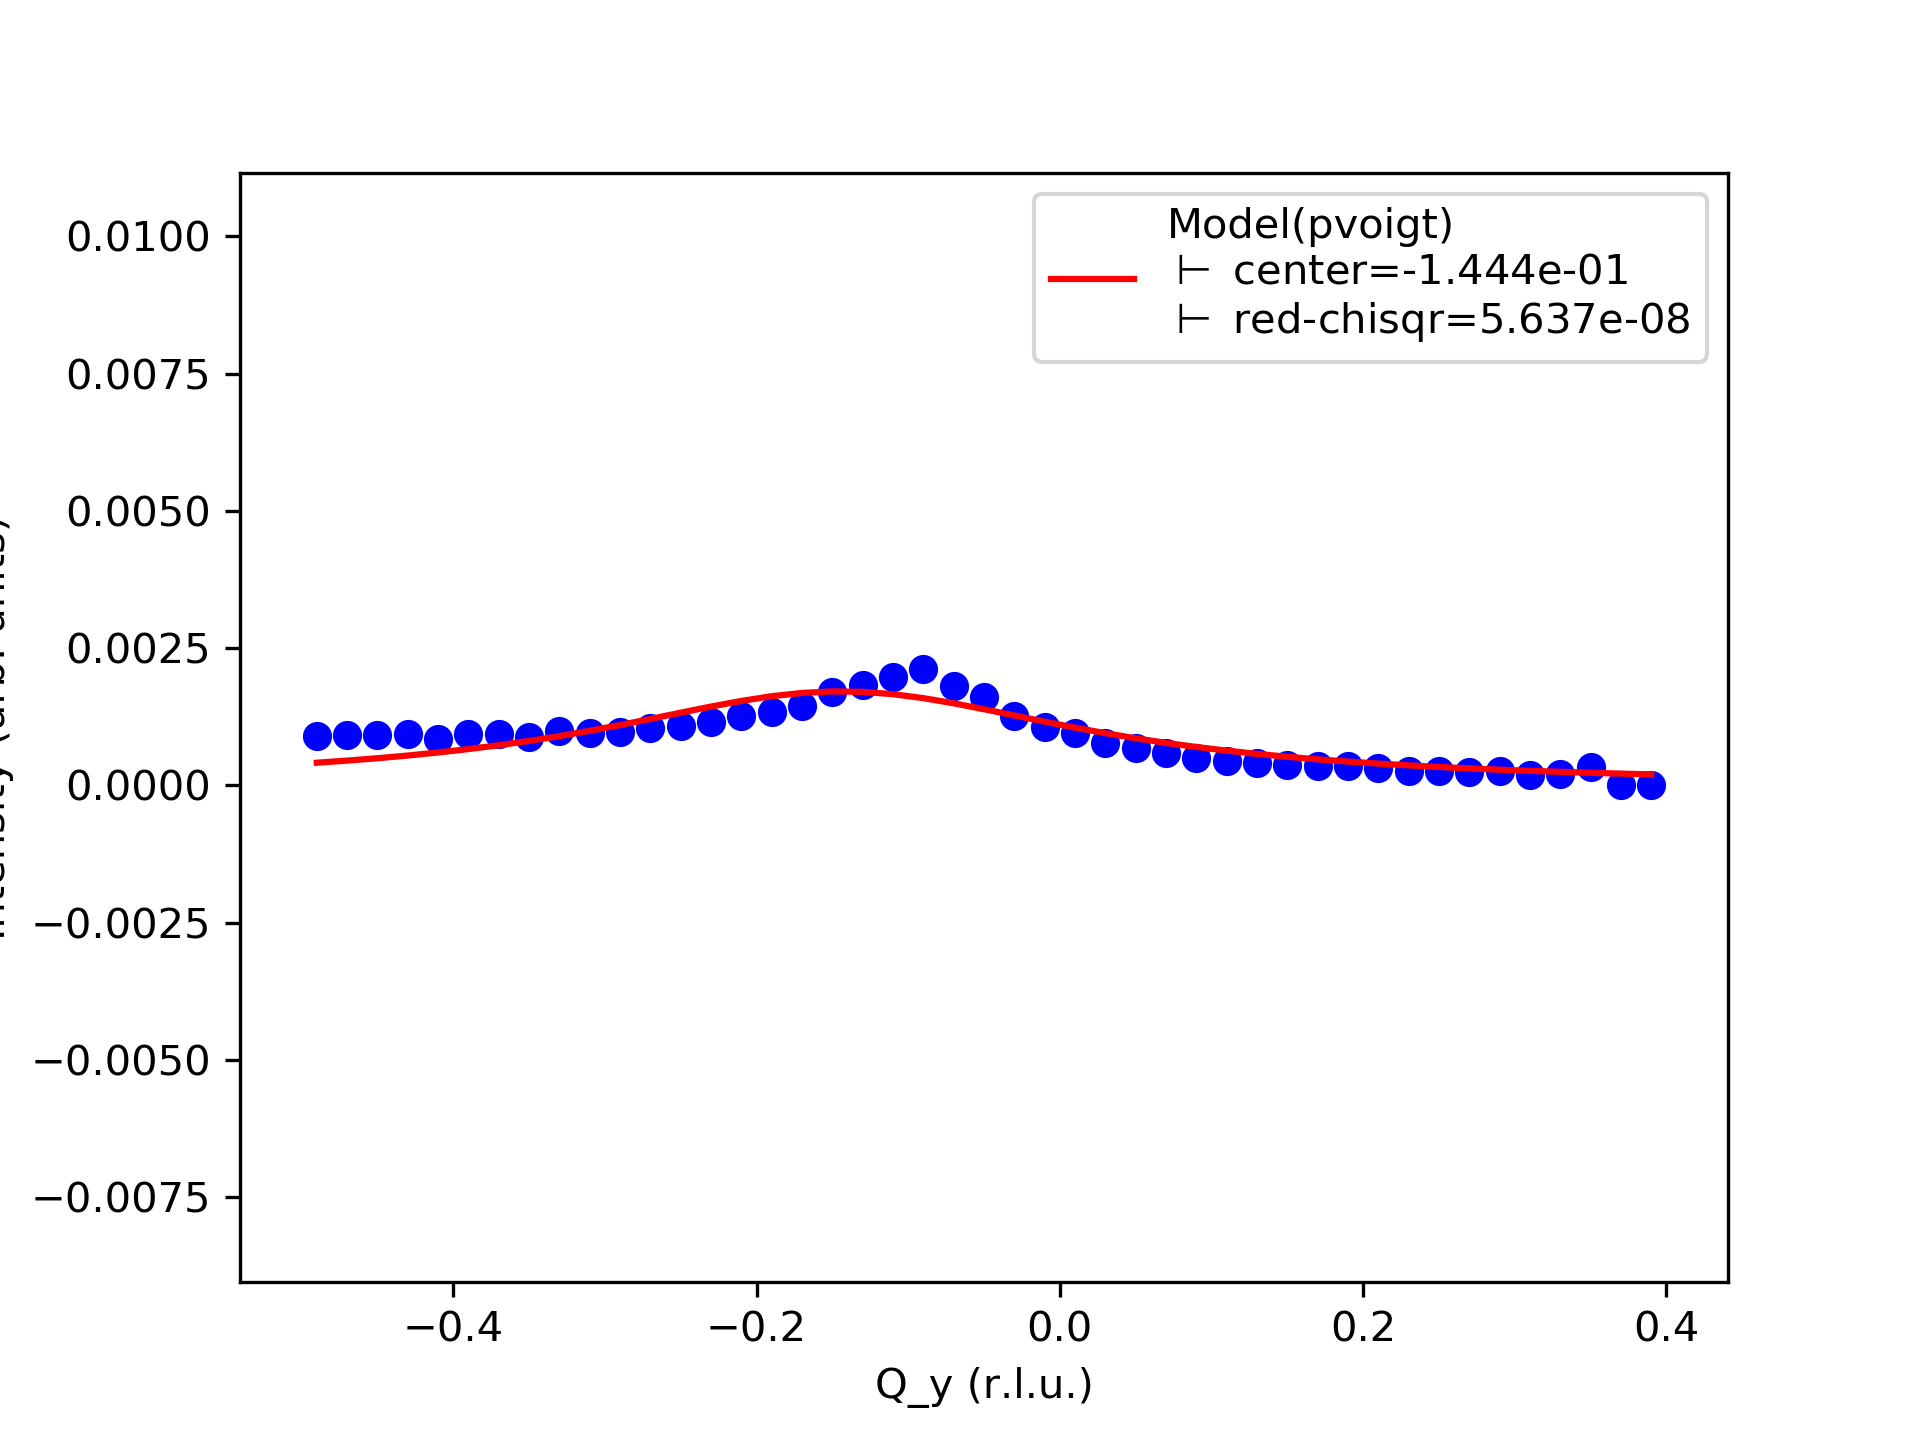 Model(pvoigt)
⊢ center=-1.444e-01
⊢ red-chisqr=5.637e-08
0.0100
0.0075
0.0050
0.0025
0.0000
−0.0025
−0.0050
−0.0075
−0.4 −0.2 0.0 0.2 0.4
Q_y (r.l.u.)